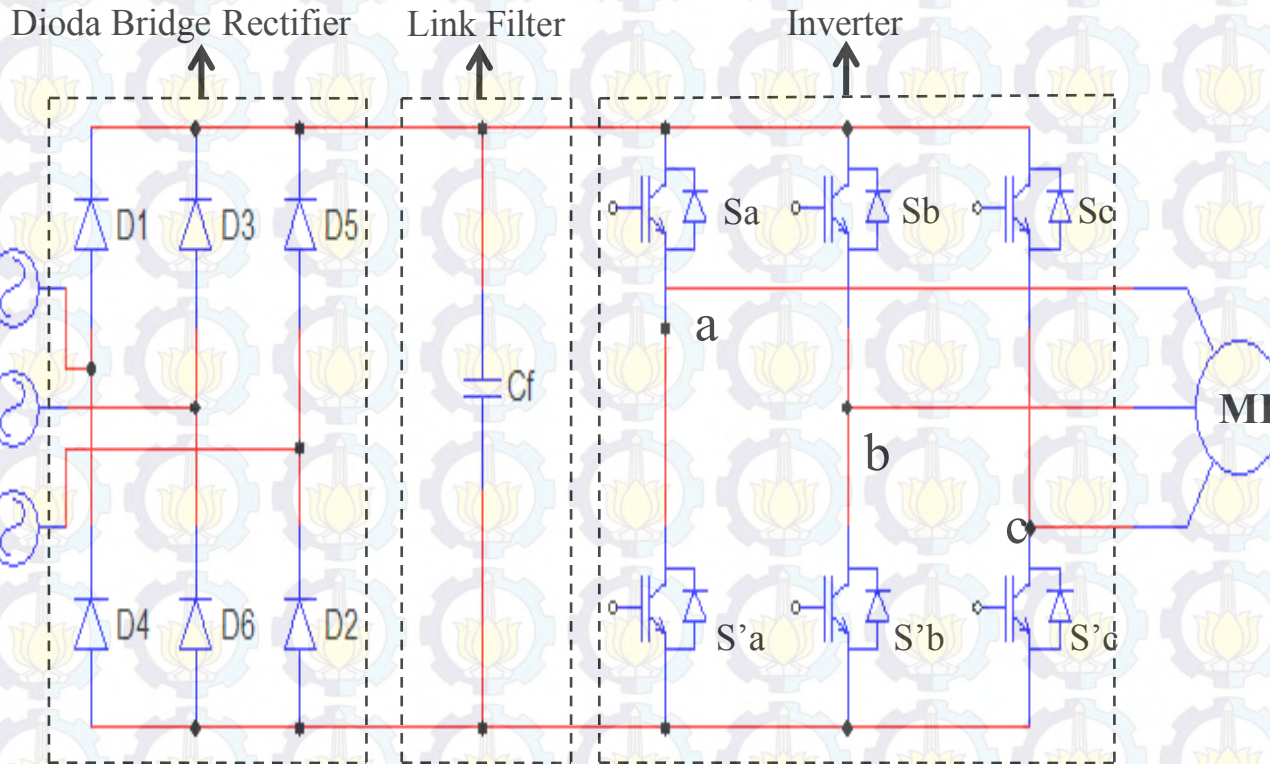 Dioda Bridge Rectifier
Link Filter
Inverter
D1
D3
D5
Sa
Sb
Sc
a
Cf
b
c
D4
D6
D2
S’a
S’b
S’c